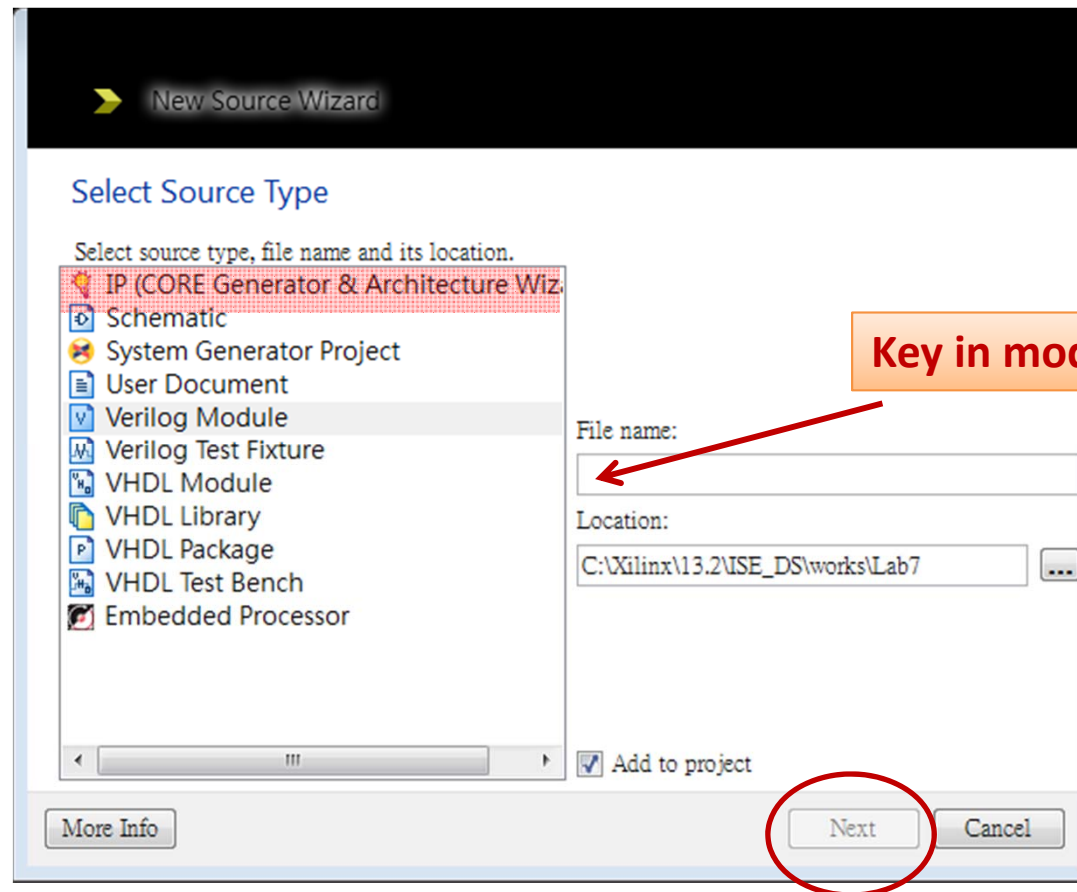 New Source Wizard
Select Source Type
Select source type, file name and its location.
IP (CORE Generator & Architecture
Schematic
System Generator Project
User Document
Verilog Module
Verilog Test Fixture
VHDL Module
VHDL Library
VHDL Package
VHDL Test Bench
Embedded Processor
Key in
File name:
Location:
C:\Xilinx\13.2\ISE_DS\works\Lab7
...
Add to project
More Info
Next
Cancel